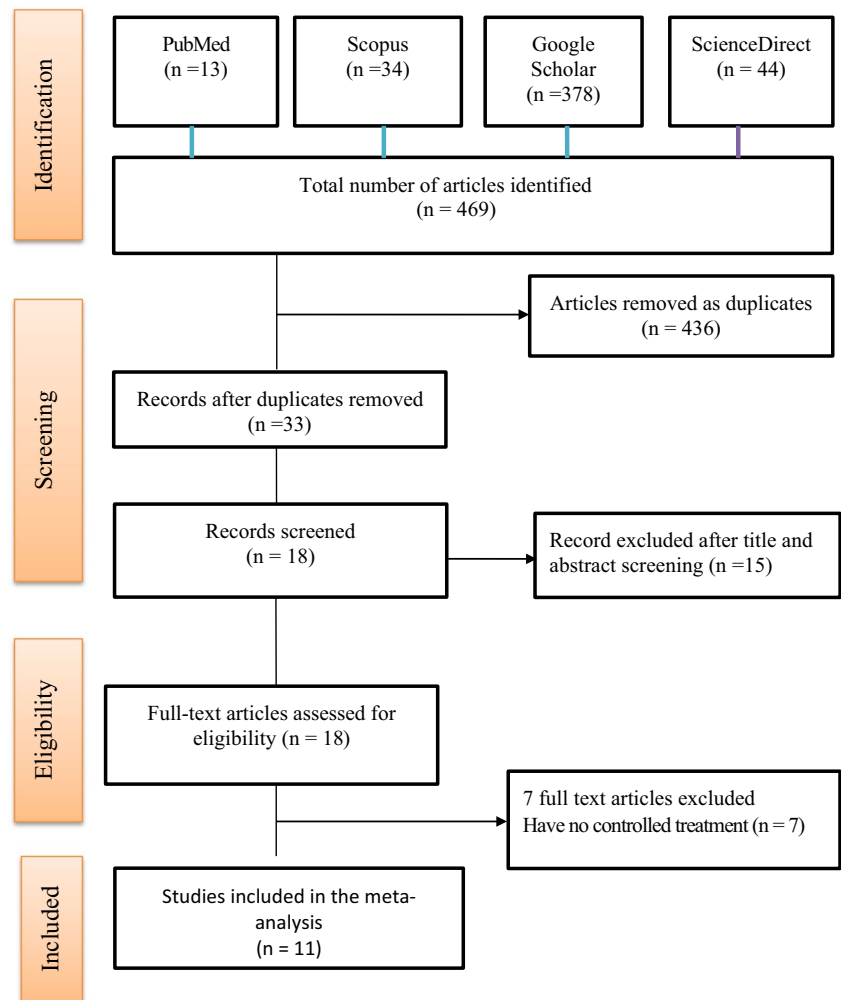 Identification
PubMed
(n =13)
Scopus
(n =34)
Google
Scholar
(n =378)
ScienceDirect
(n = 44)
Total number of articles identified
(n = 469)
Screening
Articles removed as duplicates
(n = 436)
Records after duplicates removed
(n =33)
Records screened
(n = 18)
Record excluded after title and
abstract screening (n =15)
Eligibility
Full-text articles assessed for
eligibility (n = 18)
7 full text articles excluded
Have no controlled treatment (n = 7)
Included
Studies included in the meta-
analysis
(n = 11)